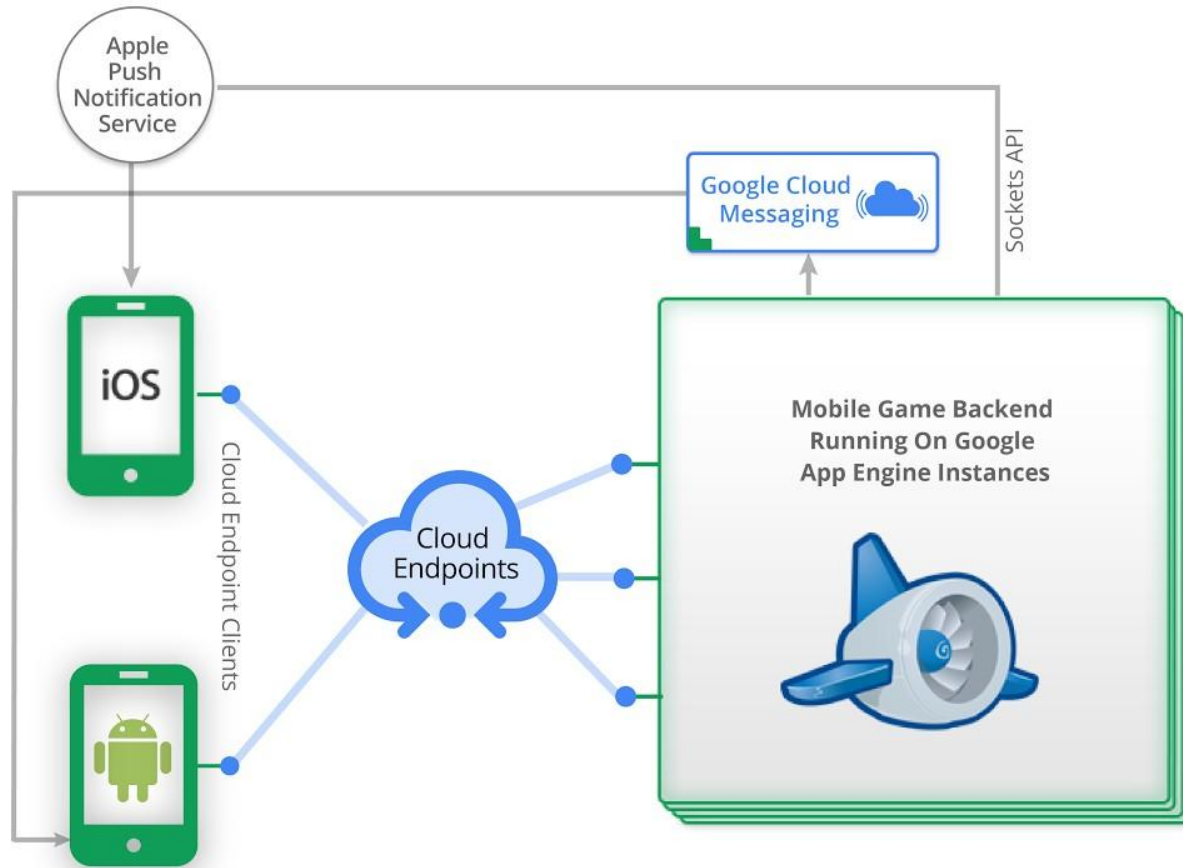 Apple
Push
Notification
Service
Google Cloud
Messaging
Sockets API
iOS
Cloud Endpoint Clients
Cloud
Endpoints
Mobile Game Backend
Running On Google
App Engine Instances